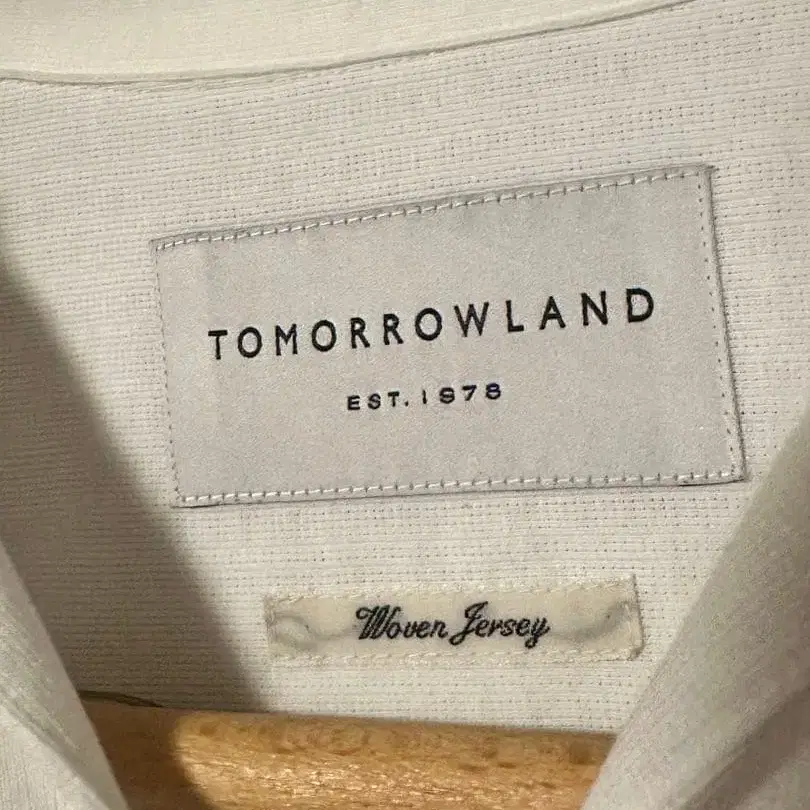 TOMORROWLAND
EST. 1978
Woven Jersey